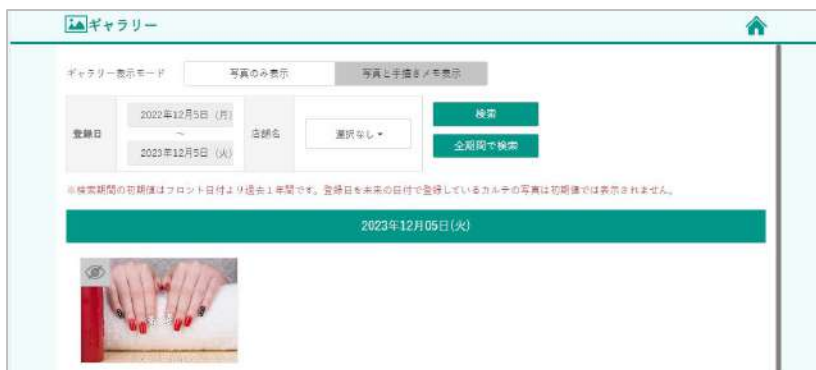 ギャラリー
ギャラリー表示モード 写真のみ表示 写真と手描きメモ表示
登録日 2022年12月5日 (月) ～ 2023年12月5日 (火) 店舗名 選択なし 検索 全期間で検索
※検索期間の初期値はフロント日付より過去1年間です。登録日を未来の日付で登録しているカルテの写真は初期値では表示されません。
2023年12月05日(火)